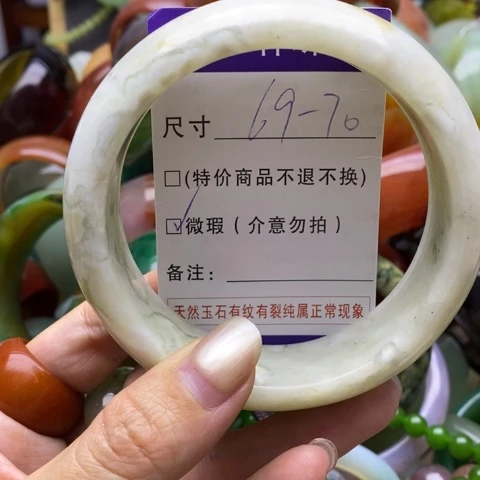 尺寸 69-70
□(特价商品不退不换)
☑微瑕（介意勿拍）
备注：
天然玉石有纹有裂纯属正常现象